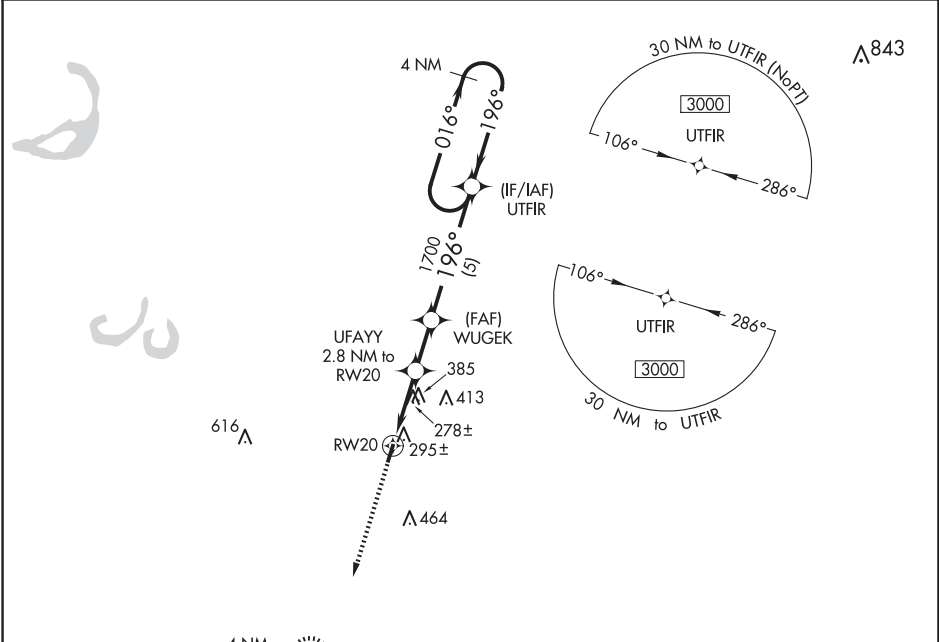 4 NM
016°
196°
(IF/IAF)
UTFIR
1700
196°
(5)
(FAF)
WUGEK
UFAYY
2.8 NM to
RW20
385
413
278±
295±
RW20
616
464
843
30 NM to UTFIR (NoPT)
3000
UTFIR
106°
286°
106°
286°
UTFIR
3000
30 NM to UTFIR
4 NM